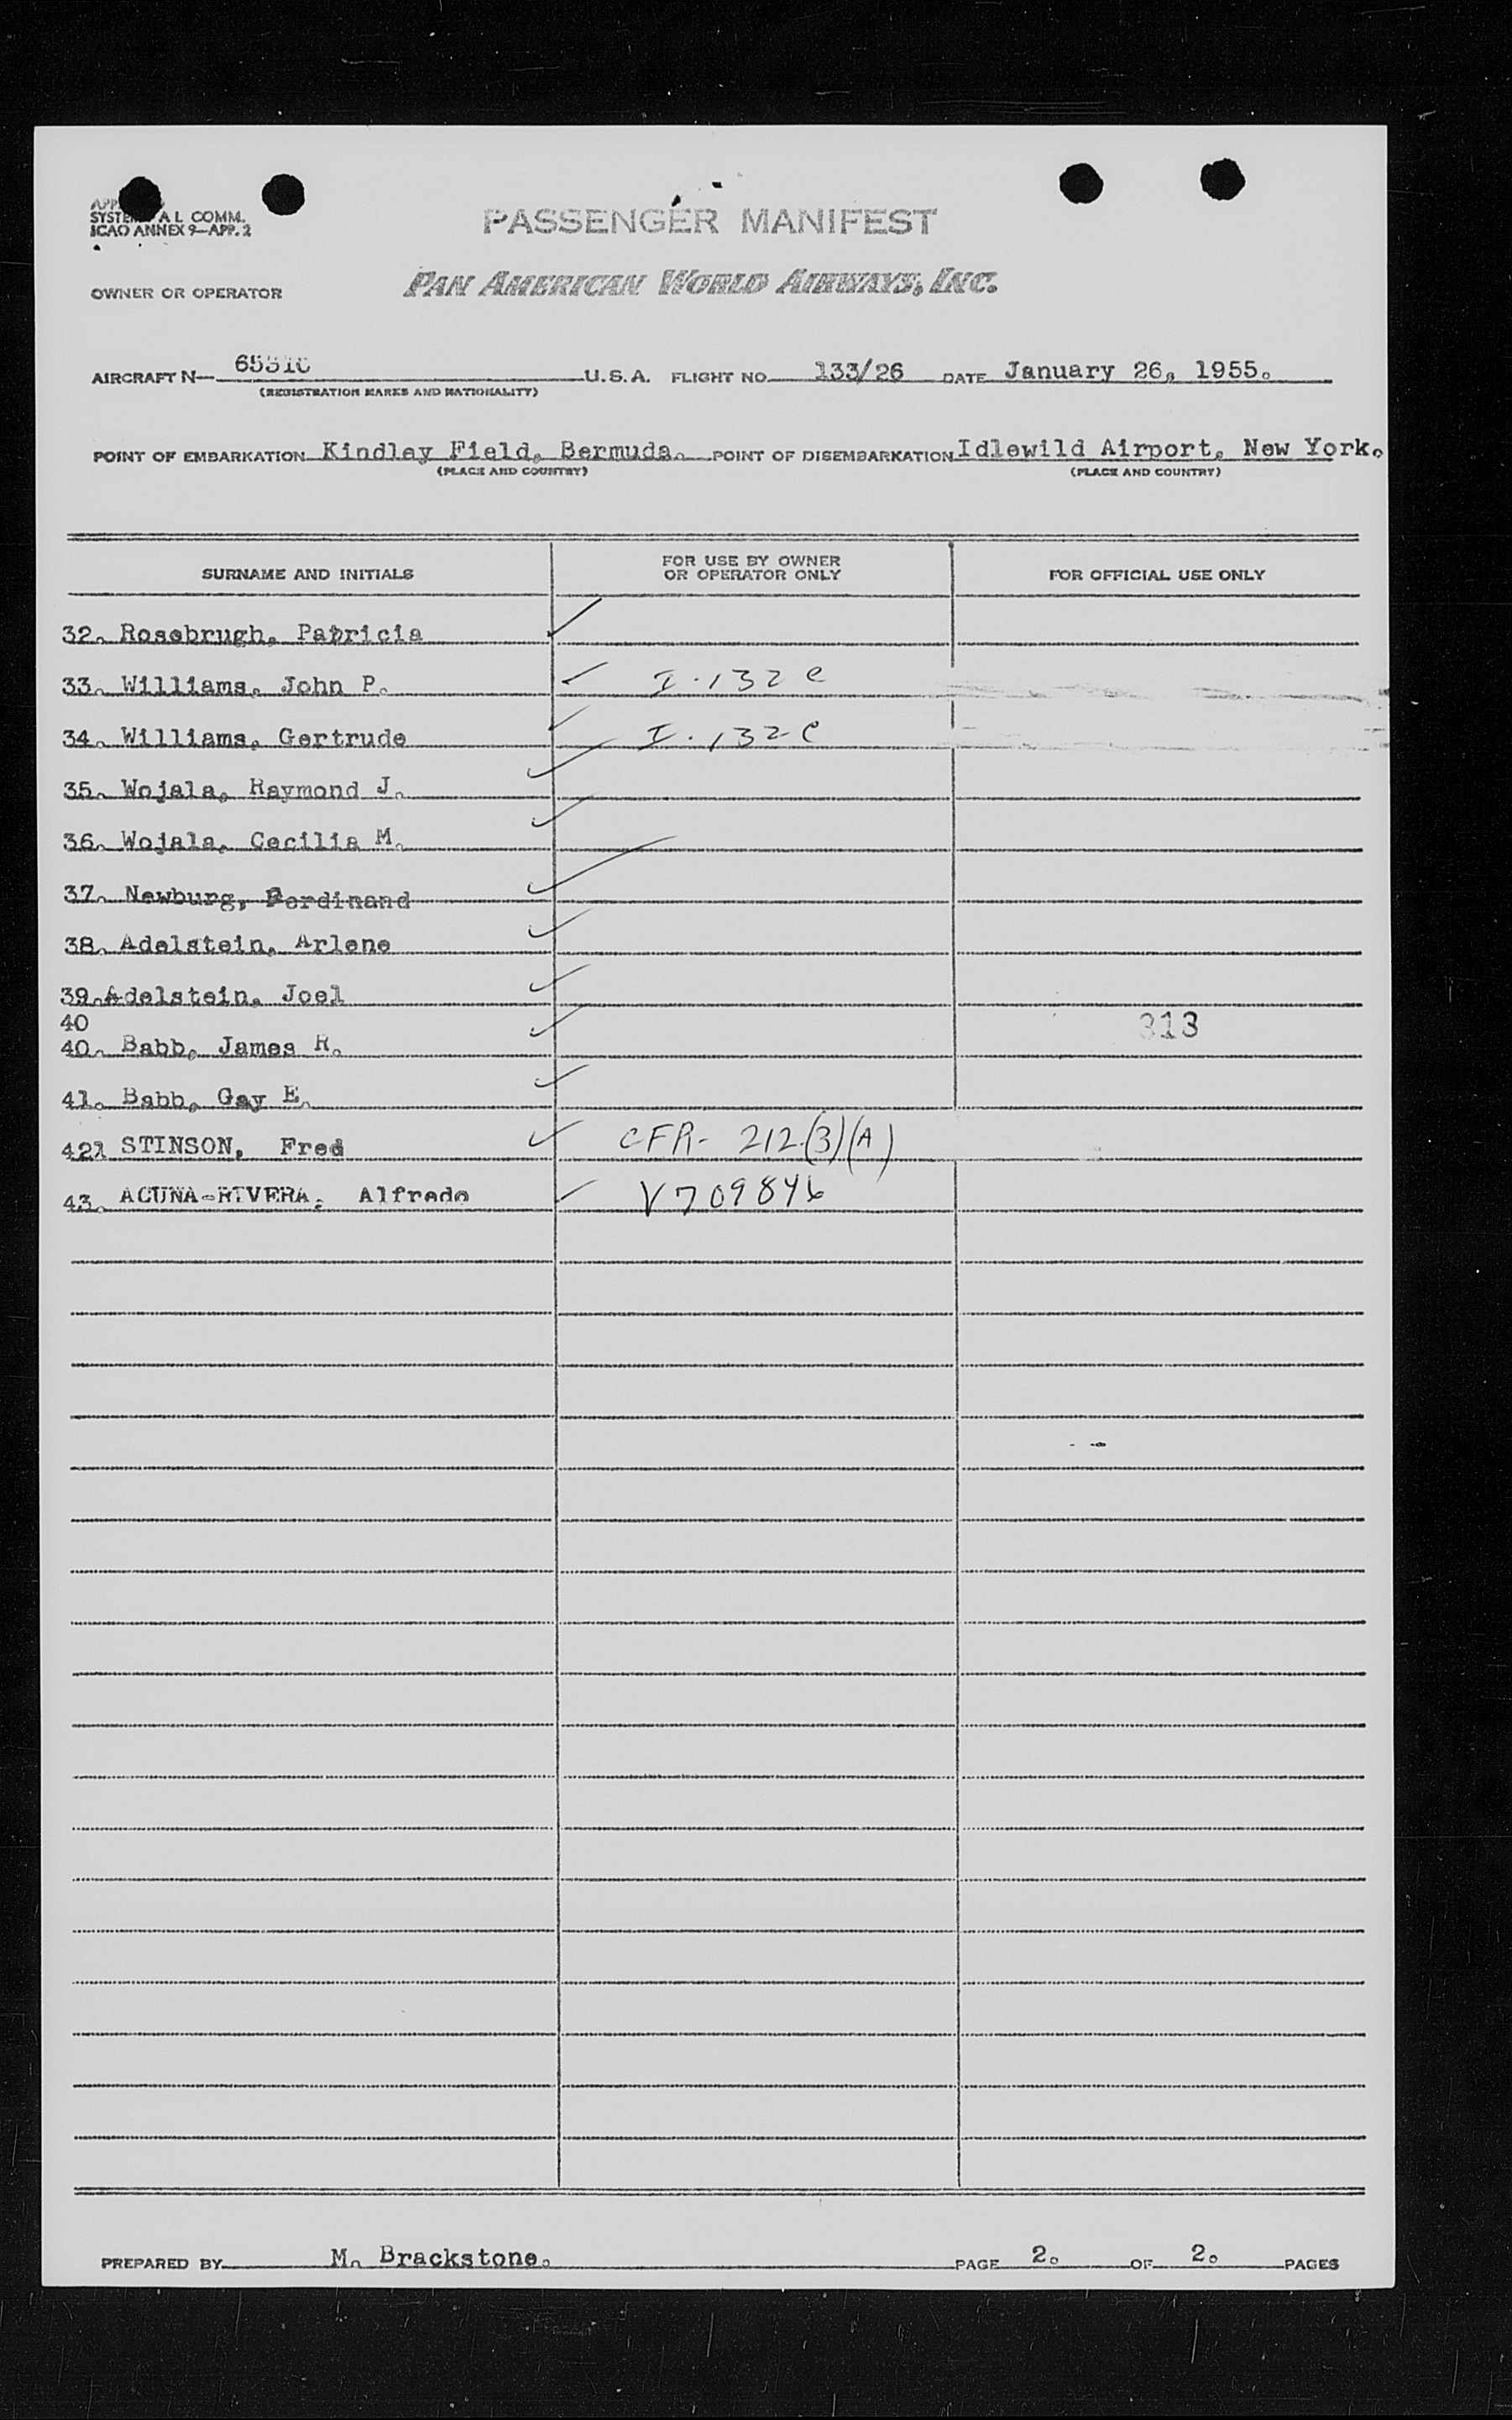 SYSTE AL COMM.
ICAO ANNEX 9—APP. 2
PASSENGER MANIFEST
OWNER OR OPERATOR PAN AMERICAN WORLD AIRWAYS, INC.
AIRCRAFT N— U.S.A. FLIGHT NO. 133/26 DATE January 26, 1955.
(REGISTRATION MARKS AND NATIONALITY)
POINT OF EMBARKATION Kindley Field, Bermuda. POINT OF DISEMBARKATION Idlewild Airport, New York.
(PLACE AND COUNTRY) (PLACE AND COUNTRY)
SURNAME AND INITIALS FOR USE BY OWNER OR OPERATOR ONLY FOR OFFICIAL USE ONLY
32. Rosebrugh, Patricia ✓
33. Williams, John P. ✓ I-132 C
34. Williams, Gertrude ✓ I-132 C
35. Wojala, Raymond J. ✓
36. Wojala, Cecilia M. ✓
37. Newburg, Ferdinand ✓
38. Adelstein, Arlene ✓
39. Adelstein, Joel ✓
40
40. Babb, James R. ✓ 313
41. Babb, Gay E. ✓
42 STINSON, Fred ✓ CFR- 212.(3)(A)
43. ACUNA-RIVERA, Alfredo ✓ V709846
PREPARED BY M. Brackstone. PAGE 2. OF 2. PAGES